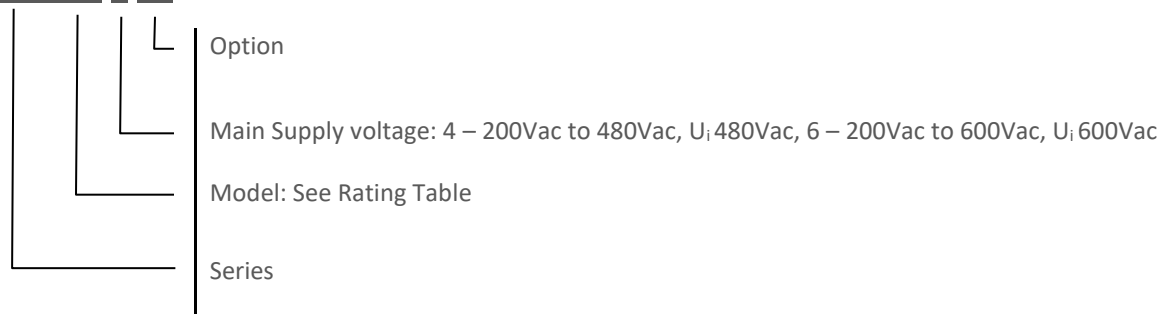 Option
Main Supply voltage: 4 – 200Vac to 480Vac, Ui 480Vac, 6 – 200Vac to 600Vac, Ui 600Vac
Model: See Rating Table
Series